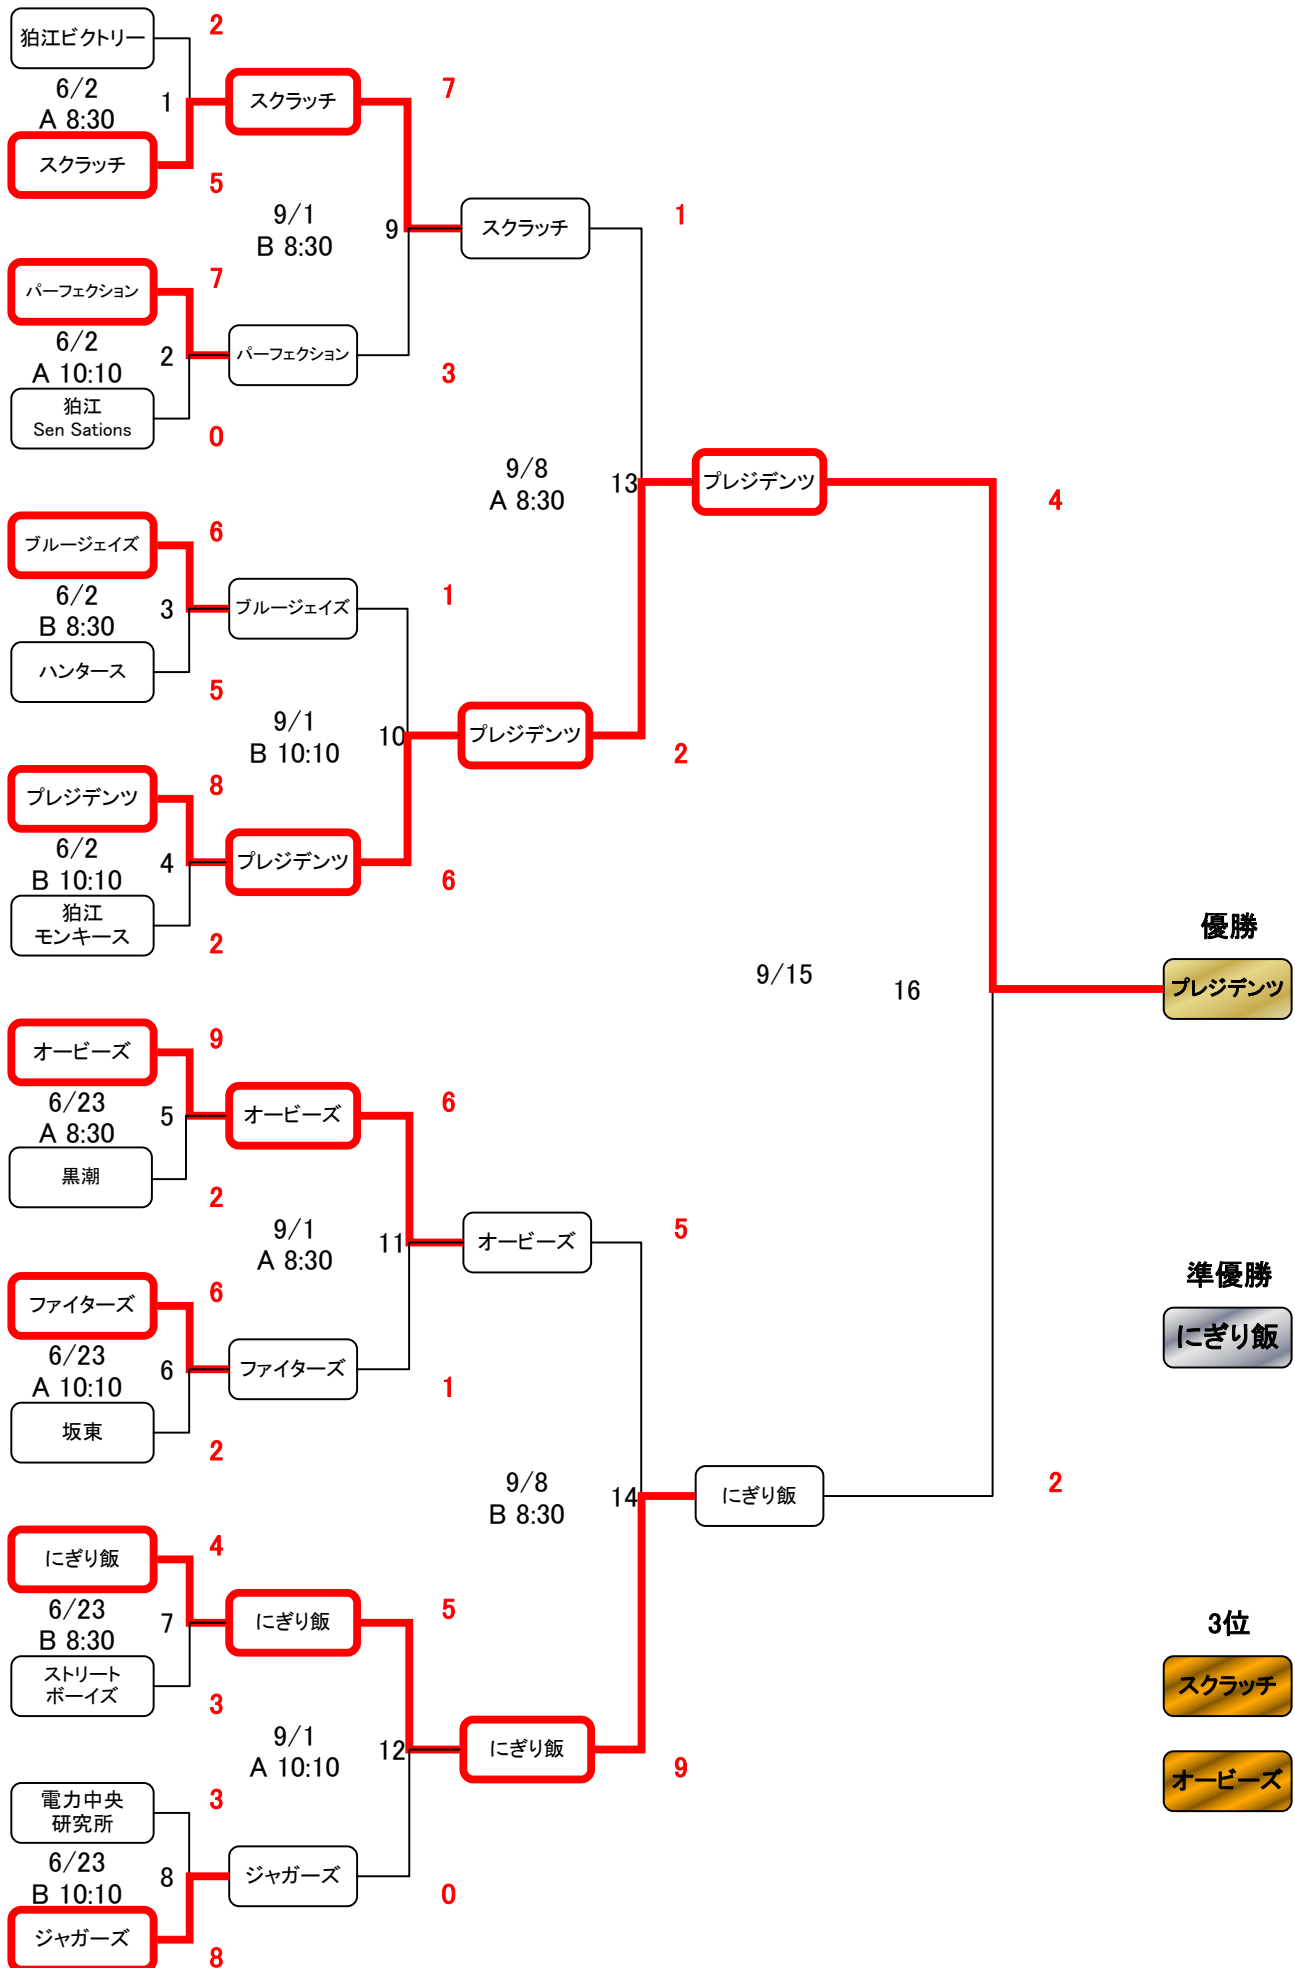 狛江ビクトリー
2
6/2
A 8:30
1
スクラッチ
7
スクラッチ
5
9/1
B 8:30
9
スクラッチ
1
パーフェクション
7
6/2
A 10:10
2
パーフェクション
3
狛江
Sen Sations
0
9/8
A 8:30
13
プレジデンツ
4
ブルージェイズ
6
6/2
B 8:30
3
ブルージェイズ
1
ハンタース
5
9/1
B 10:10
10
プレジデンツ
2
プレジデンツ
8
6/2
B 10:10
4
プレジデンツ
6
狛江
モンキース
2
優勝
9/15
16
プレジデンツ
オービーズ
9
6/23
A 8:30
5
オービーズ
6
黒潮
2
9/1
A 8:30
11
オービーズ
5
準優勝
にぎり飯
ファイターズ
6
6/23
A 10:10
6
ファイターズ
1
坂東
2
9/8
B 8:30
14
にぎり飯
2
にぎり飯
4
6/23
B 8:30
7
にぎり飯
5
ストリート
ボーイズ
3
3位
スクラッチ
9/1
A 10:10
12
にぎり飯
9
オービーズ
電力中央
研究所
3
6/23
B 10:10
8
ジャガーズ
0
ジャガーズ
8